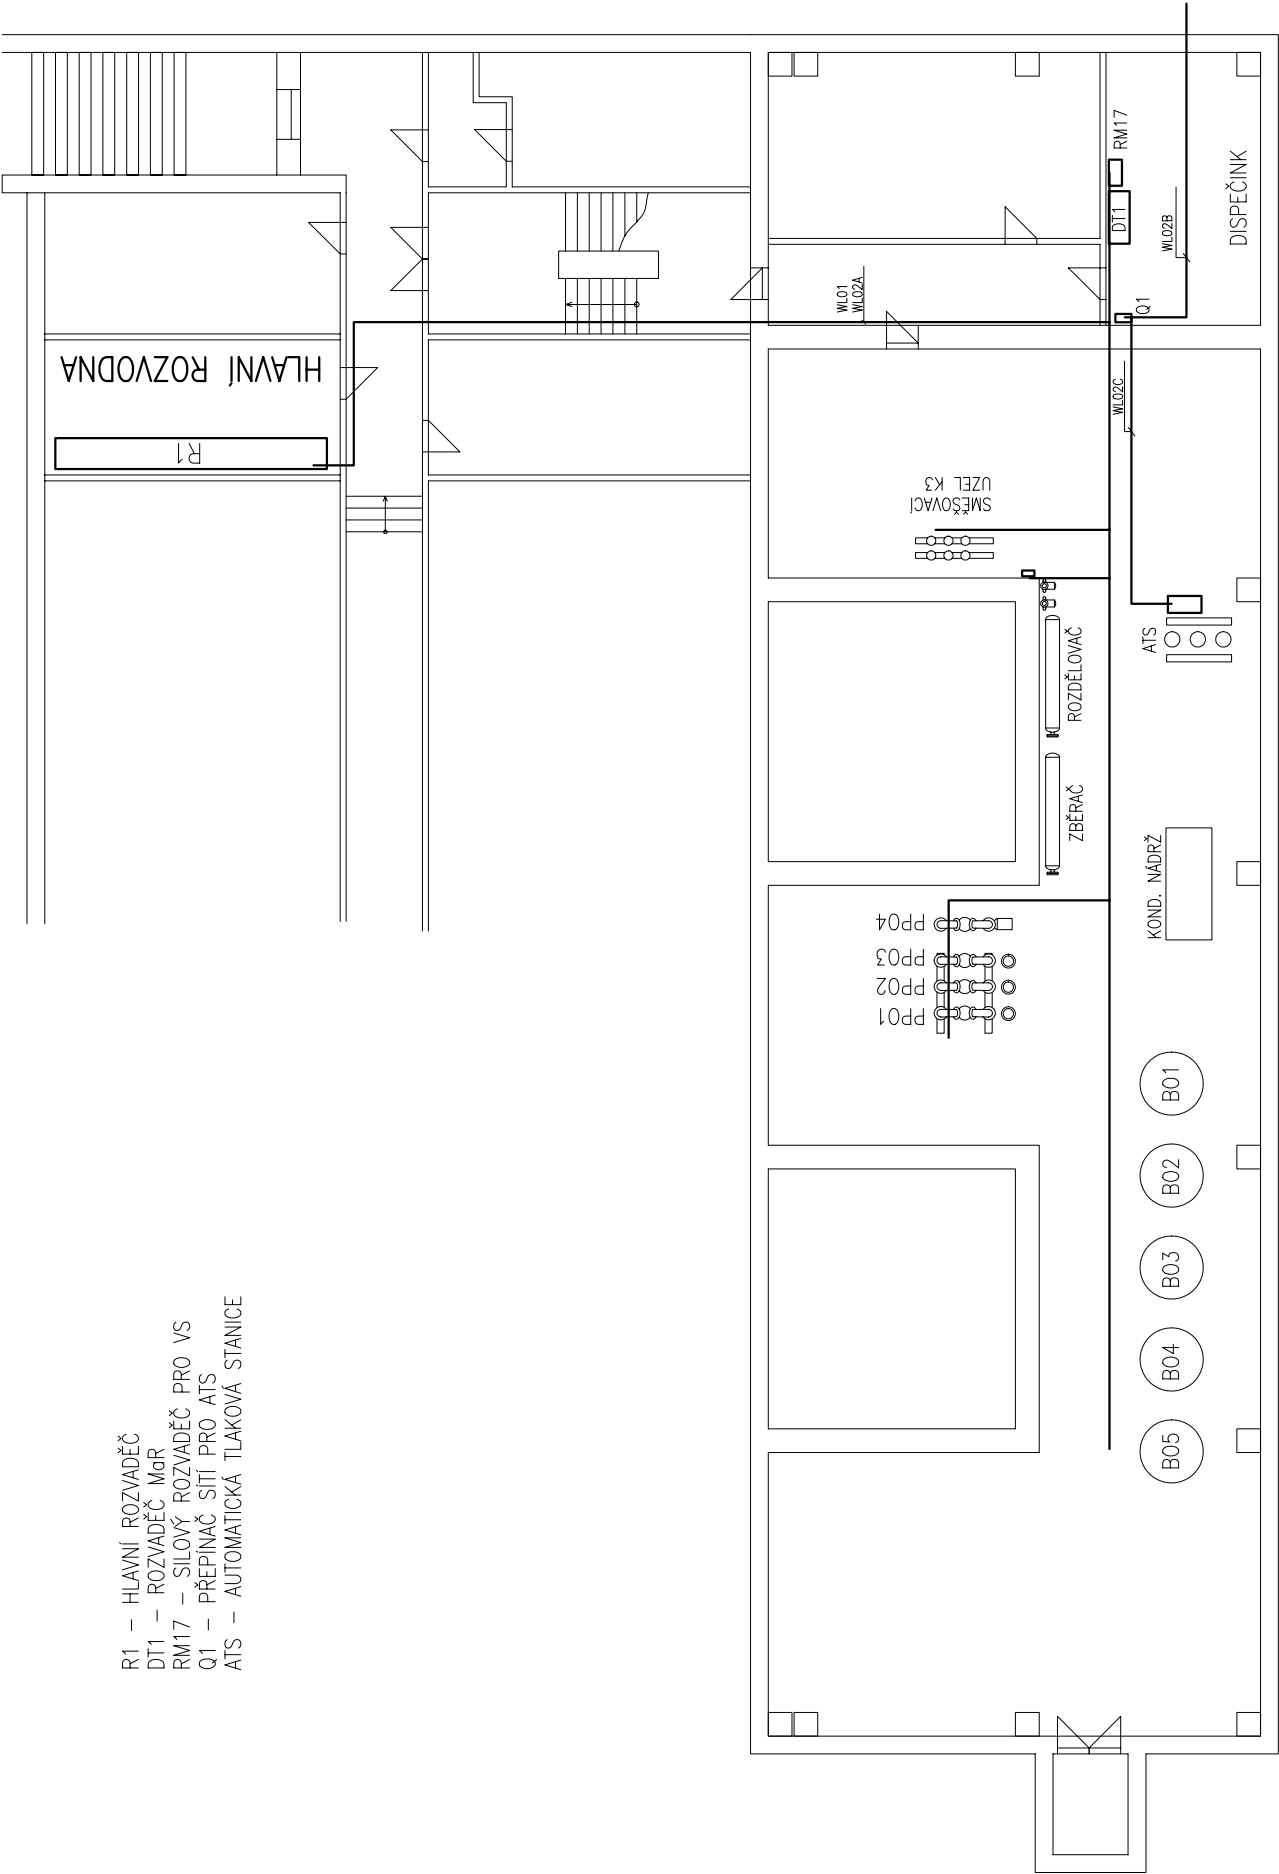 HLAVNÍ ROZVODNA
R1
RM17
DT1
WL02B
DISPEČINK
WL01
WL02A
Q1
WL02C
SMĚŠOVACÍ
UZEL K3
ATS
ROZDĚLOVAČ
ZBĚRAČ
KOND. NÁDRŽ
PP04
PP03
PP02
PP01
B01
B02
B03
B04
B05
R1 – HLAVNÍ ROZVADĚČ
DT1 – ROZVADĚČ MaR
RM17 – SILOVÝ ROZVADĚČ PRO VS
Q1 – PŘEPÍNAČ SÍTÍ PRO ATS
ATS – AUTOMATICKÁ TLAKOVÁ STANICE